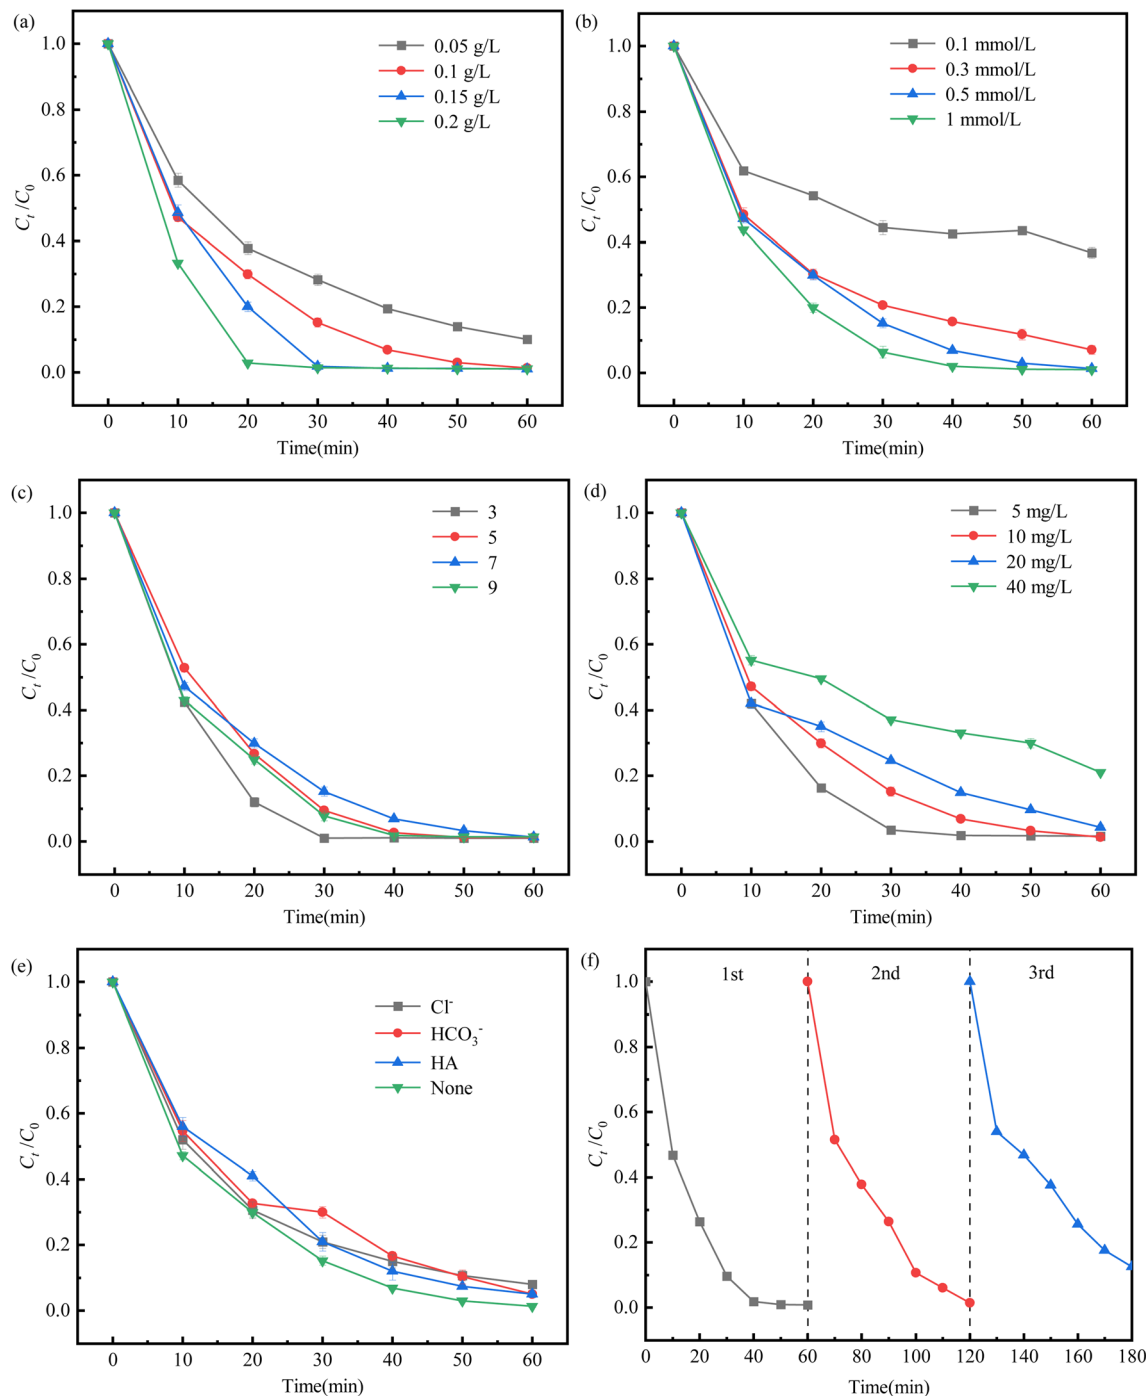 (a)
0.05 g/L
0.1 g/L
0.15 g/L
0.2 g/L
1.0
0.8
0.6
0.4
0.2
0.0
Cₜ/C₀
0 10 20 30 40 50 60
Time(min)
(b)
0.1 mmol/L
0.3 mmol/L
0.5 mmol/L
1 mmol/L
1.0
0.8
0.6
0.4
0.2
0.0
Cₜ/C₀
0 10 20 30 40 50 60
Time(min)
(c)
3
5
7
9
1.0
0.8
0.6
0.4
0.2
0.0
Cₜ/C₀
0 10 20 30 40 50 60
Time(min)
(d)
5 mg/L
10 mg/L
20 mg/L
40 mg/L
1.0
0.8
0.6
0.4
0.2
0.0
Cₜ/C₀
0 10 20 30 40 50 60
Time(min)
(e)
Cl⁻
HCO₃⁻
HA
None
1.0
0.8
0.6
0.4
0.2
0.0
Cₜ/C₀
0 10 20 30 40 50 60
Time(min)
(f)
1st 2nd 3rd
1.0
0.8
0.6
0.4
0.2
0.0
Cₜ/C₀
0 20 40 60 80 100 120 140 160 180
Time(min)